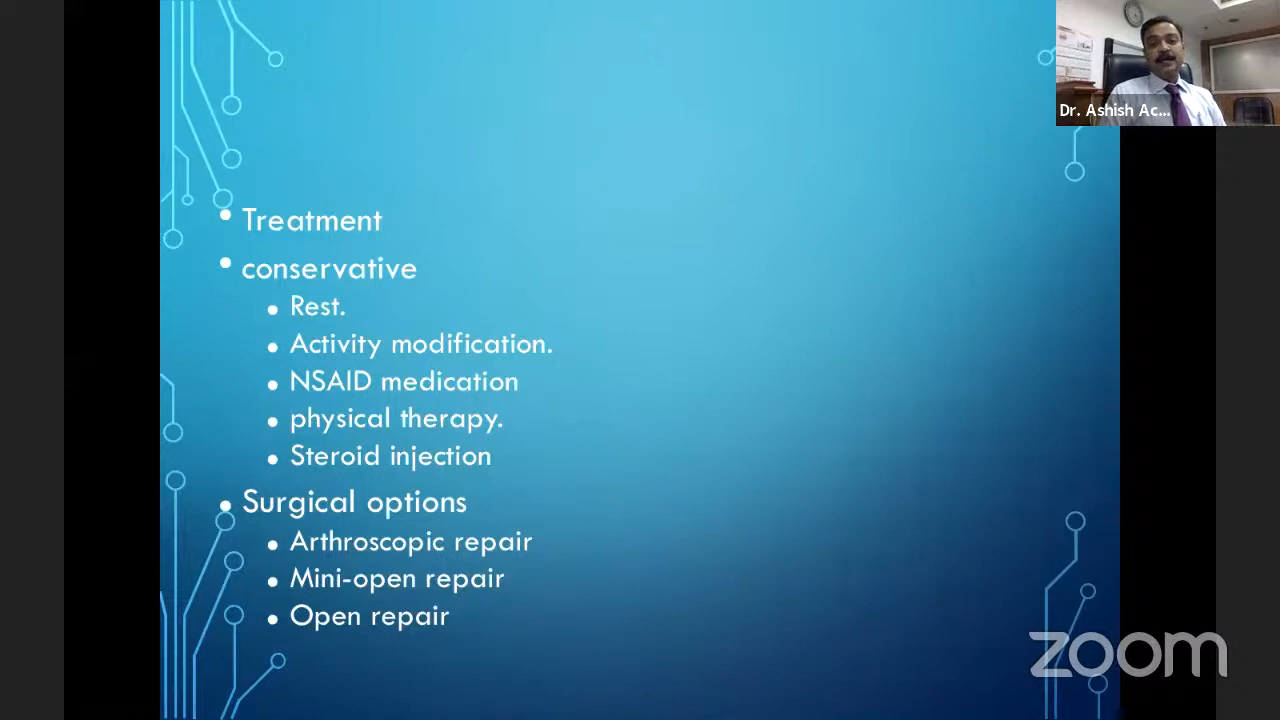 Dr. Ashish Ac...
Treatment
conservative
Rest.
Activity modification.
NSAID medication
physical therapy.
Steroid injection
Surgical options
Arthroscopic repair
Mini-open repair
Open repair
zoom